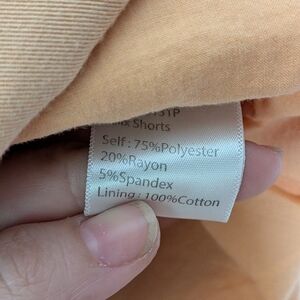 Shorts
Self : 75%Polyester
20%Rayon
5%Spandex
Lining : 100%Cotton